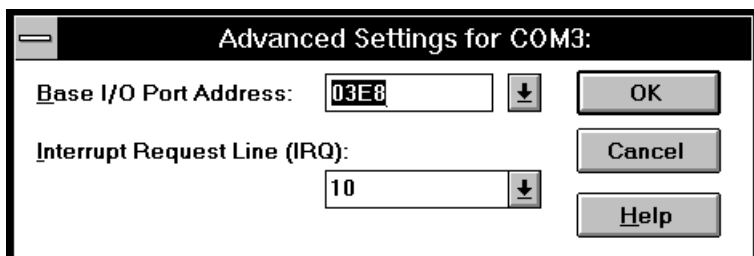 Advanced Settings for COM3:
Base I/O Port Address: 03E8 OK
Interrupt Request Line (IRQ): Cancel
10
Help